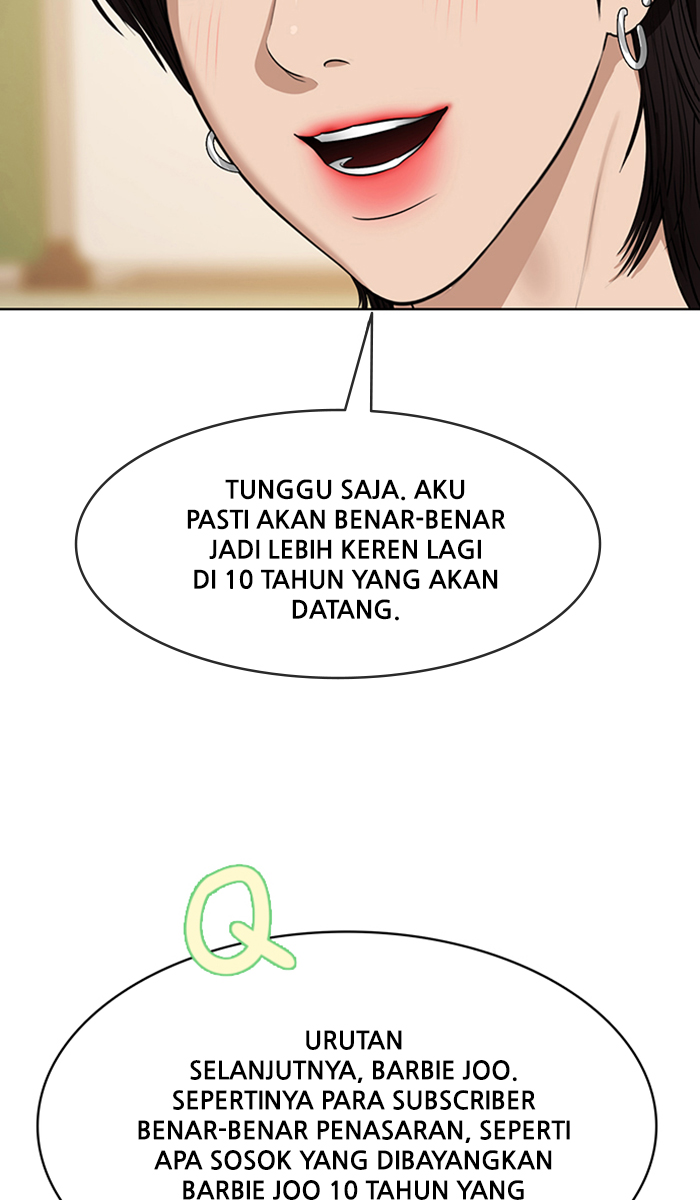 TUNGGU SAJA. AKU
PASTI AKAN BENAR-BENAR
JADI LEBIH KEREN LAGI
DI 10 TAHUN YANG AKAN
DATANG.
Q
URUTAN
SELANJUTNYA, BARBIE JOO.
SEPERTINYA PARA SUBSCRIBER
BENAR-BENAR PENASARAN, SEPERTI
APA SOSOK YANG DIBAYANGKAN
BARBIE JOO 10 TAHUN YANG